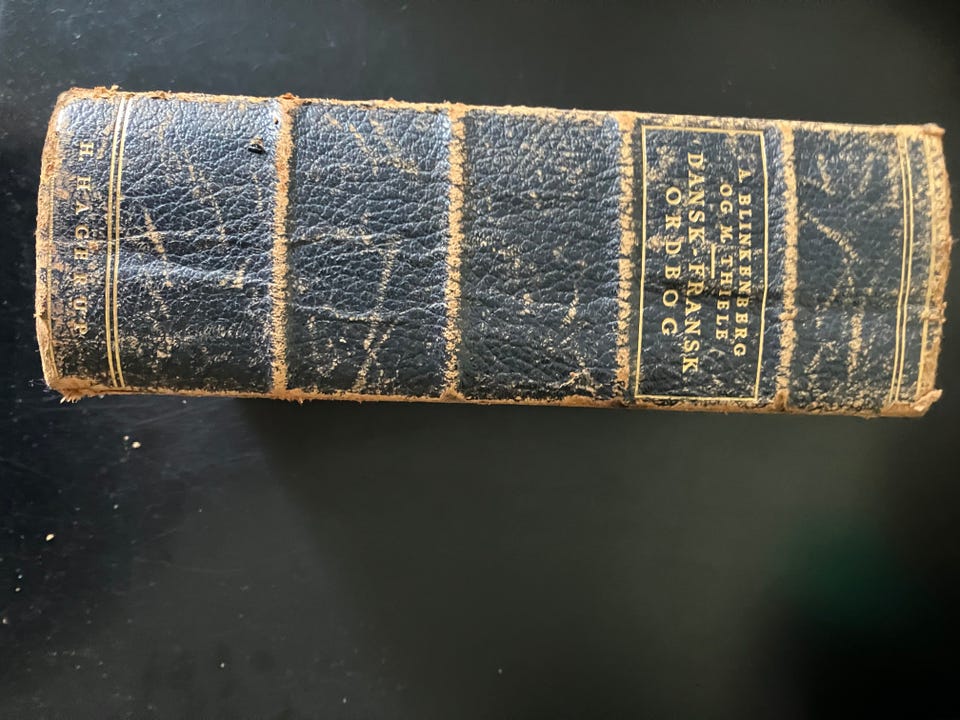 A. BLINKENBERG
OG M. THIELE
DANSK-FRANSK
ORDBOG
H. HAGERUP